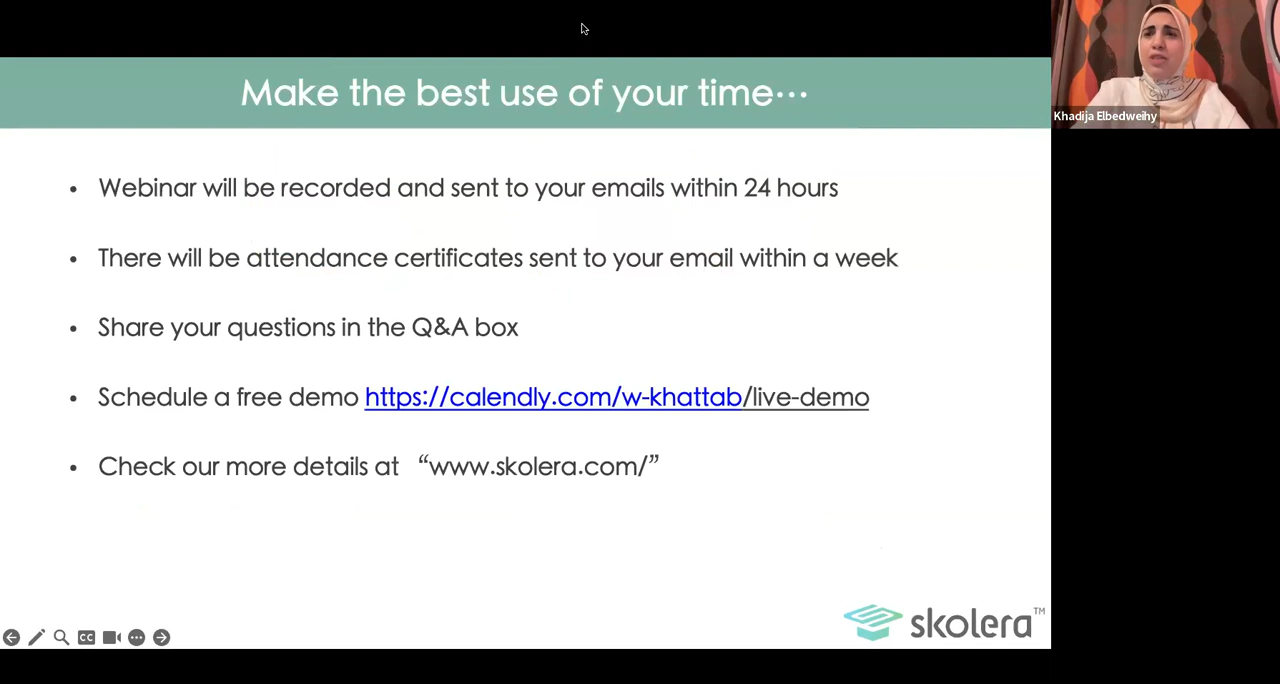 Make the best use of your time…
Khadija Elbedweihy
• Webinar will be recorded and sent to your emails within 24 hours
• There will be attendance certificates sent to your email within a week
• Share your questions in the Q&A box
• Schedule a free demo https://calendly.com/w-khattab/live-demo
• Check our more details at “www.skolera.com/”
CC
skolera™